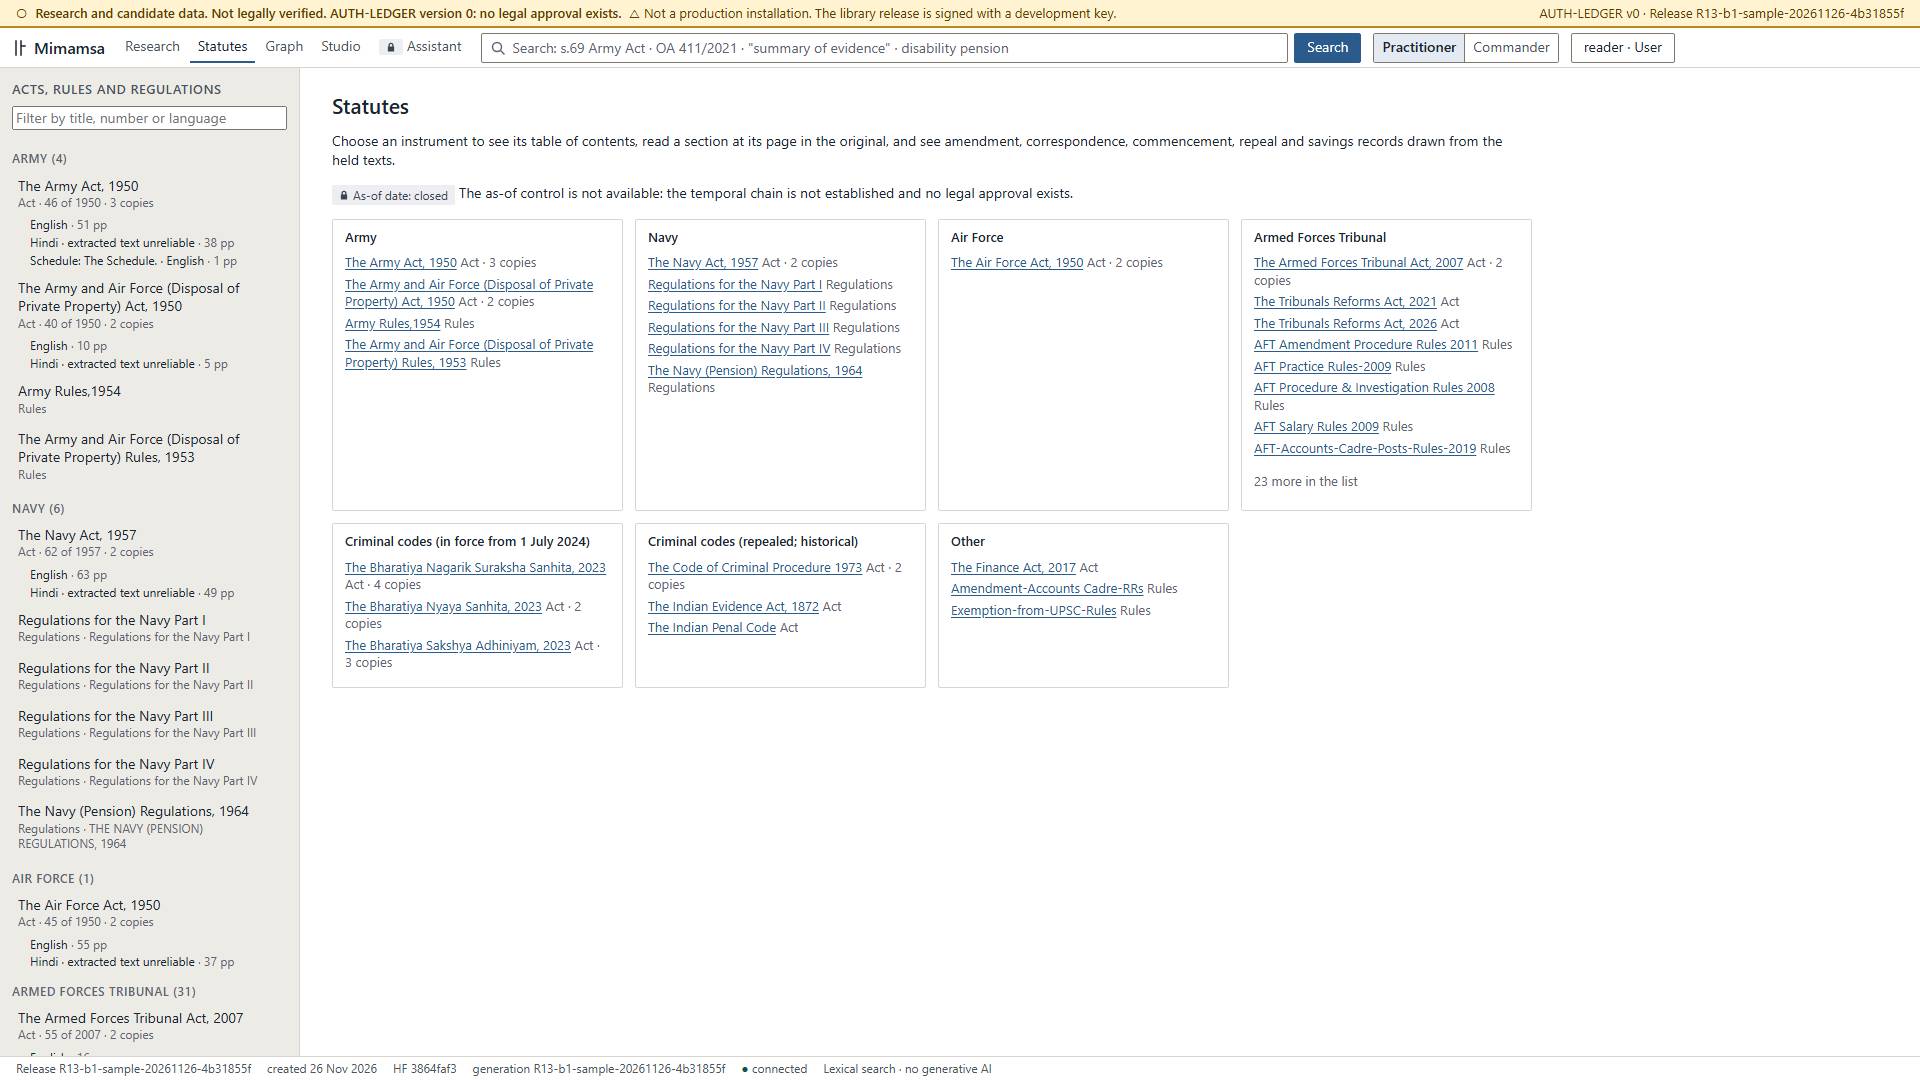 Research and candidate data. Not legally verified. AUTH-LEDGER version 0: no legal approval exists. ⚠ Not a production installation. The library release is signed with a development key.
AUTH-LEDGER v0 · Release R13-b1-sample-20261126-4b31855f
Mimamsa
Research
Statutes
Graph
Studio
Assistant
Search: s.69 Army Act · OA 411/2021 · "summary of evidence" · disability pension
Search
Practitioner
Commander
reader · User
ACTS, RULES AND REGULATIONS
Filter by title, number or language
ARMY (4)
The Army Act, 1950
Act · 46 of 1950 · 3 copies
English · 51 pp
Hindi · extracted text unreliable · 38 pp
Schedule: The Schedule. · English · 1 pp
The Army and Air Force (Disposal of
Private Property) Act, 1950
Act · 40 of 1950 · 2 copies
English · 10 pp
Hindi · extracted text unreliable · 5 pp
Army Rules,1954
Rules
The Army and Air Force (Disposal of
Private Property) Rules, 1953
Rules
NAVY (6)
The Navy Act, 1957
Act · 62 of 1957 · 2 copies
English · 63 pp
Hindi · extracted text unreliable · 49 pp
Regulations for the Navy Part I
Regulations · Regulations for the Navy Part I
Regulations for the Navy Part II
Regulations · Regulations for the Navy Part II
Regulations for the Navy Part III
Regulations · Regulations for the Navy Part III
Regulations for the Navy Part IV
Regulations · Regulations for the Navy Part IV
The Navy (Pension) Regulations, 1964
Regulations · THE NAVY (PENSION)
REGULATIONS, 1964
AIR FORCE (1)
The Air Force Act, 1950
Act · 45 of 1950 · 2 copies
English · 55 pp
Hindi · extracted text unreliable · 37 pp
ARMED FORCES TRIBUNAL (31)
The Armed Forces Tribunal Act, 2007
Act · 55 of 2007 · 2 copies
Statutes
Choose an instrument to see its table of contents, read a section at its page in the original, and see amendment, correspondence, commencement, repeal and savings records drawn from the
held texts.
As-of date: closed The as-of control is not available: the temporal chain is not established and no legal approval exists.
Army
The Army Act, 1950 Act · 3 copies
The Army and Air Force (Disposal of Private
Property) Act, 1950 Act · 2 copies
Army Rules,1954 Rules
The Army and Air Force (Disposal of Private
Property) Rules, 1953 Rules
Navy
The Navy Act, 1957 Act · 2 copies
Regulations for the Navy Part I Regulations
Regulations for the Navy Part II Regulations
Regulations for the Navy Part III Regulations
Regulations for the Navy Part IV Regulations
The Navy (Pension) Regulations, 1964
Regulations
Air Force
The Air Force Act, 1950 Act · 2 copies
Armed Forces Tribunal
The Armed Forces Tribunal Act, 2007 Act · 2
copies
The Tribunals Reforms Act, 2021 Act
The Tribunals Reforms Act, 2026 Act
AFT Amendment Procedure Rules 2011 Rules
AFT Practice Rules-2009 Rules
AFT Procedure & Investigation Rules 2008
Rules
AFT Salary Rules 2009 Rules
AFT-Accounts-Cadre-Posts-Rules-2019 Rules
23 more in the list
Criminal codes (in force from 1 July 2024)
The Bharatiya Nagarik Suraksha Sanhita, 2023
Act · 4 copies
The Bharatiya Nyaya Sanhita, 2023 Act · 2
copies
The Bharatiya Sakshya Adhiniyam, 2023 Act ·
3 copies
Criminal codes (repealed; historical)
The Code of Criminal Procedure 1973 Act · 2
copies
The Indian Evidence Act, 1872 Act
The Indian Penal Code Act
Other
The Finance Act, 2017 Act
Amendment-Accounts Cadre-RRs Rules
Exemption-from-UPSC-Rules Rules
Release R13-b1-sample-20261126-4b31855f created 26 Nov 2026 HF 3864faf3 generation R13-b1-sample-20261126-4b31855f ● connected Lexical search · no generative AI